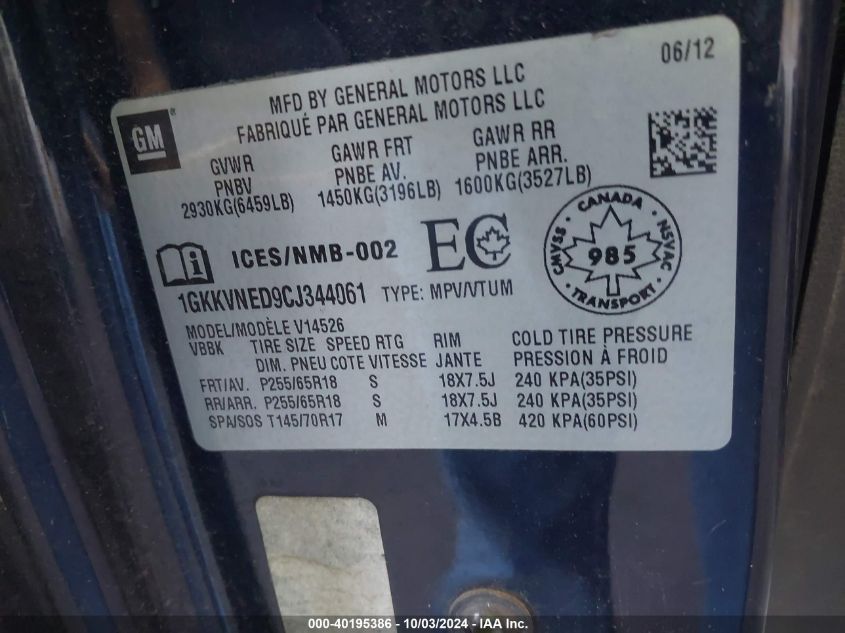 06/12
MFD BY GENERAL MOTORS LLC
FABRIQUÉ PAR GENERAL MOTORS LLC
GM
GVWR GAWR FRT GAWR RR
PNBV PNBE AV. PNBE ARR.
2930KG(6459LB) 1450KG(3196LB) 1600KG(3527LB)
i ICES/NMB-002 EC
CANADA
CMVSS 985 NSVAC
TRANSPORT
1GKKVNED9CJ344061 TYPE: MPV/VTUM
MODEL/MODÈLE V14526
VBBK TIRE SIZE SPEED RTG RIM COLD TIRE PRESSURE
DIM. PNEU COTE VITESSE JANTE PRESSION À FROID
FRT/AV. P255/65R18 S 18X7.5J 240 KPA(35PSI)
RR/ARR. P255/65R18 S 18X7.5J 240 KPA(35PSI)
SPA/SOS T145/70R17 M 17X4.5B 420 KPA(60PSI)
000-40195386 - 10/03/2024 - IAA Inc.